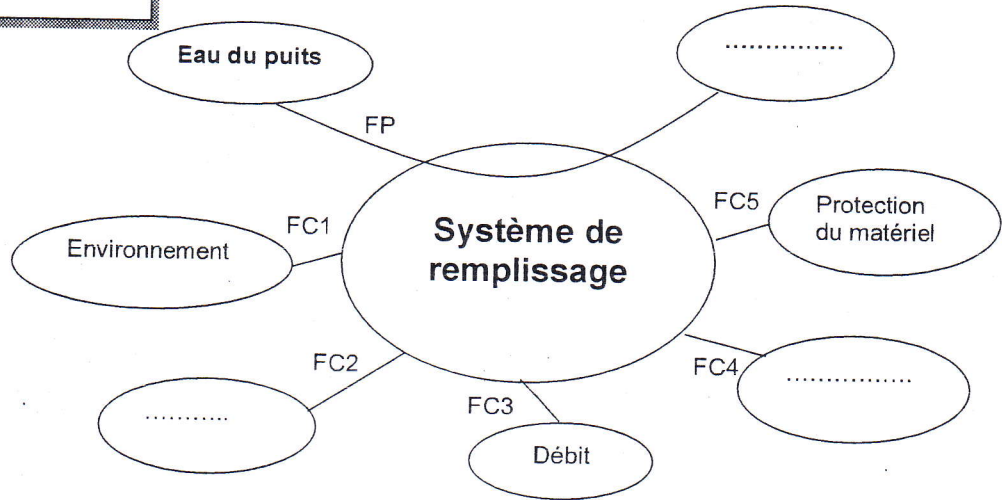 Eau du puits
...............
FP
FC5
Protection
du matériel
Système de
remplissage
FC1
Environnement
FC2
...........
FC3
Débit
FC4
................